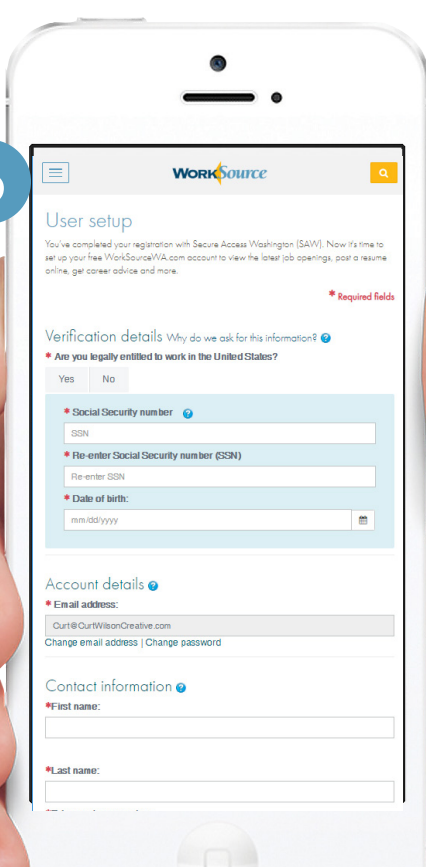 WorkSource
User setup
You've completed your registration with Secure Access Washington (SAW). Now it's time to
set up your free WorkSourceWA.com account to view the latest job openings, post a resume
online, get career advice and more.
* Required fields
Verification details Why do we ask for this information? ?
* Are you legally entitled to work in the United States?
Yes No
* Social Security number ?
SSN
* Re-enter Social Security number (SSN)
Re-enter SSN
* Date of birth:
mm/dd/yyyy
Account details ?
* Email address:
Curt@CurtWilsonCreative.com
Change email address | Change password
Contact information ?
*First name:
*Last name: